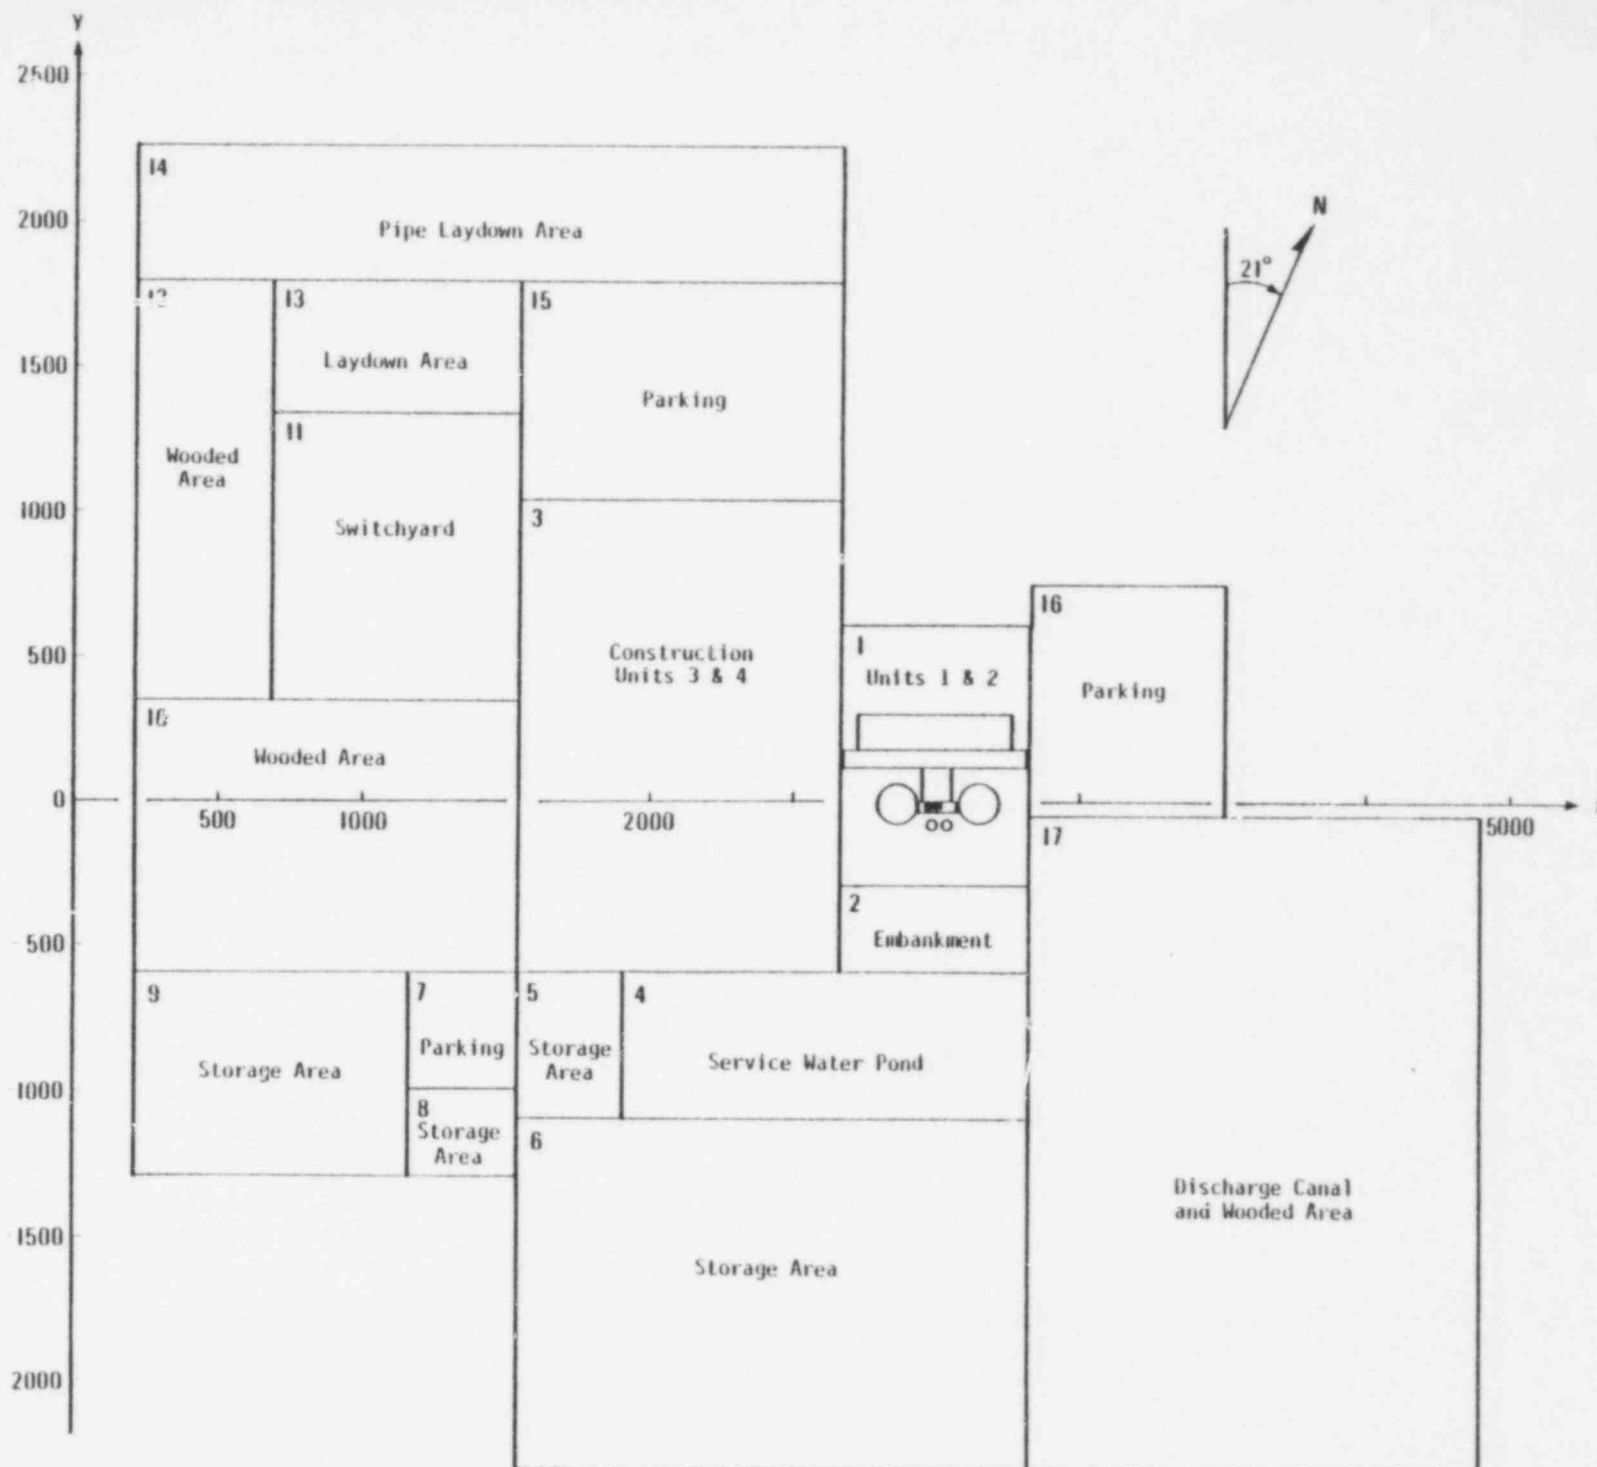 Y
2500
14
N
2000
Pipe Laydown Area
21°
12
13
15
1500
Laydown Area
Parking
11
Wooded
Area
1000
3
Switchyard
16
500
1
Construction
Units 3 & 4
Units 1 & 2
Parking
10
Wooded Area
0
500
1000
2000
5000
17
2
500
Embankment
9
7
5
4
Parking
Storage
Area
Service Water Pond
Storage Area
1000
8
Storage
Area
6
Discharge Canal
and Wooded Area
1500
Storage Area
2000